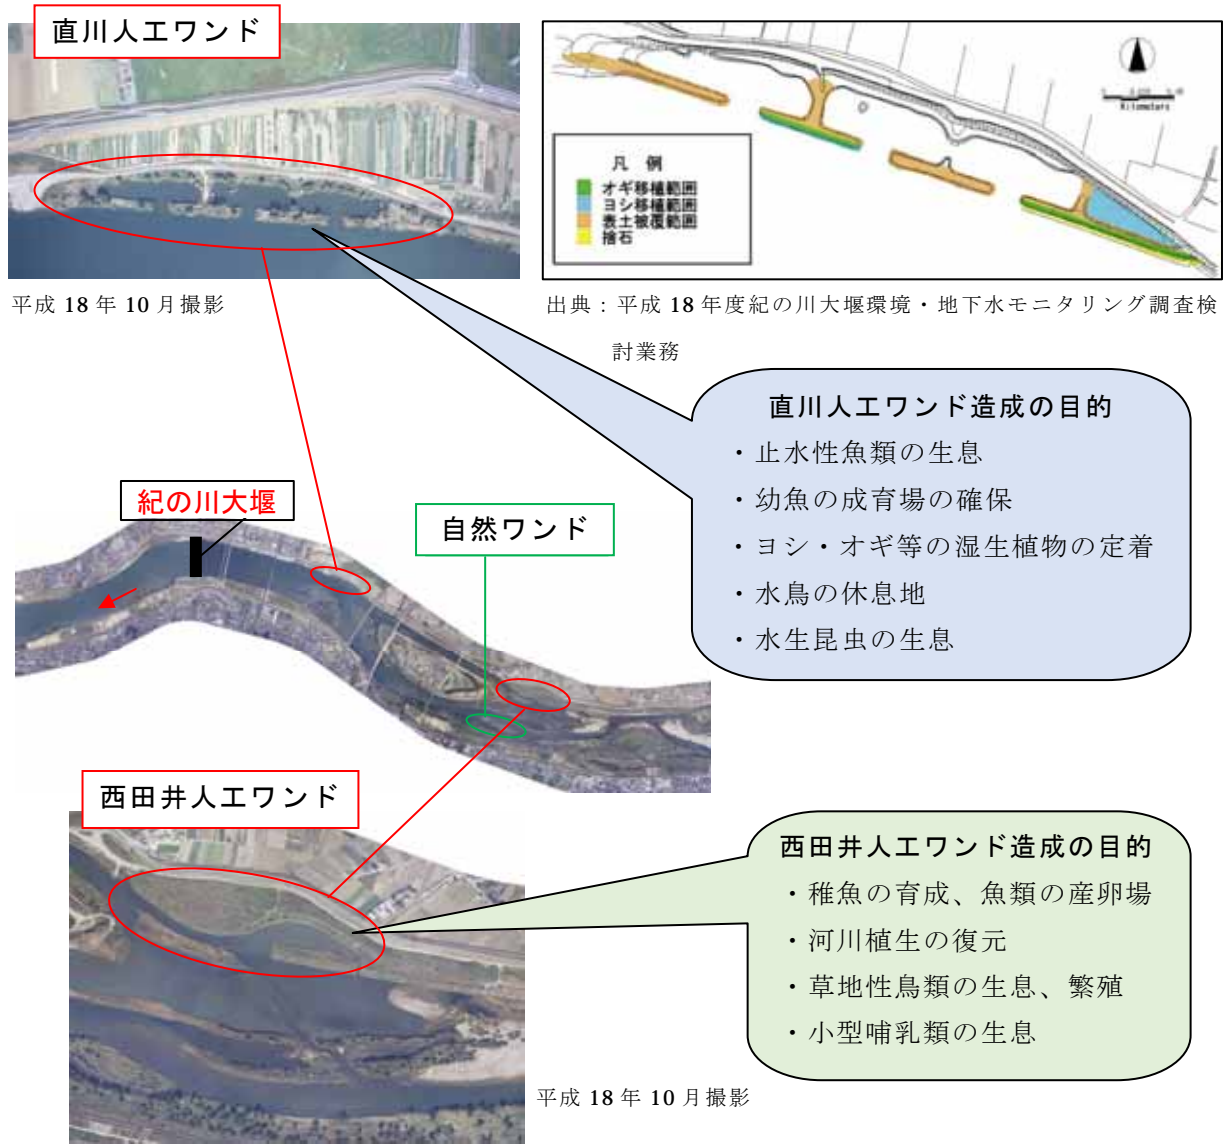 直川人工ワンド
凡 例
オギ移植範囲
ヨシ移植範囲
表土被覆範囲
捨石
Kilometers
平成 18 年 10 月撮影
出典：平成 18 年度紀の川大堰環境・地下水モニタリング調査検
討業務
直川人工ワンド造成の目的
・止水性魚類の生息
・幼魚の成育場の確保
・ヨシ・オギ等の湿生植物の定着
・水鳥の休息地
・水生昆虫の生息
紀の川大堰
自然ワンド
西田井人工ワンド
西田井人工ワンド造成の目的
・稚魚の育成、魚類の産卵場
・河川植生の復元
・草地性鳥類の生息、繁殖
・小型哺乳類の生息
平成 18 年 10 月撮影